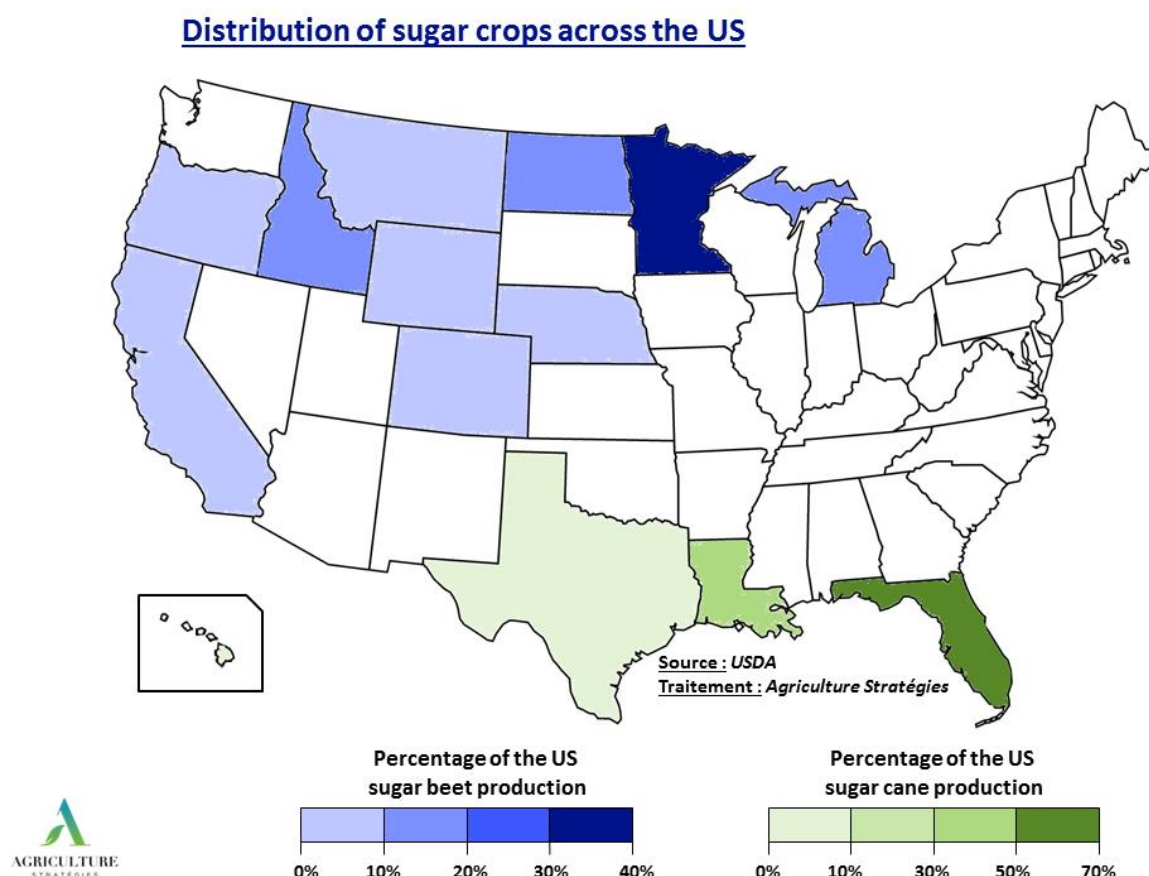 Distribution of sugar crops across the US
Source : USDA
Traitement : Agriculture Stratégies
Percentage of the US
sugar beet production
0% 10% 20% 30% 40%
Percentage of the US
sugar cane production
0% 10% 30% 50% 70%
AGRICULTURE
STRATÉGIES